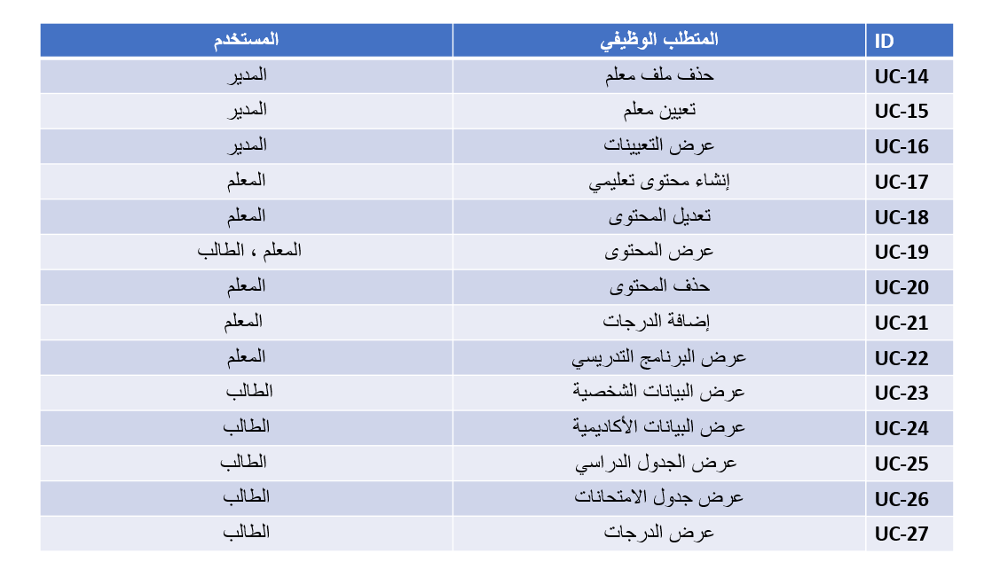 ID المتطلب الوظيفي المستخدم
UC-14 حذف ملف معلم المدير
UC-15 تعيين معلم المدير
UC-16 عرض التعيينات المدير
UC-17 إنشاء محتوى تعليمي المعلم
UC-18 تعديل المحتوى المعلم
UC-19 عرض المحتوى المعلم ، الطالب
UC-20 حذف المحتوى المعلم
UC-21 إضافة الدرجات المعلم
UC-22 عرض البرنامج التدريسي المعلم
UC-23 عرض البيانات الشخصية الطالب
UC-24 عرض البيانات الأكاديمية الطالب
UC-25 عرض الجدول الدراسي الطالب
UC-26 عرض جدول الامتحانات الطالب
UC-27 عرض الدرجات الطالب